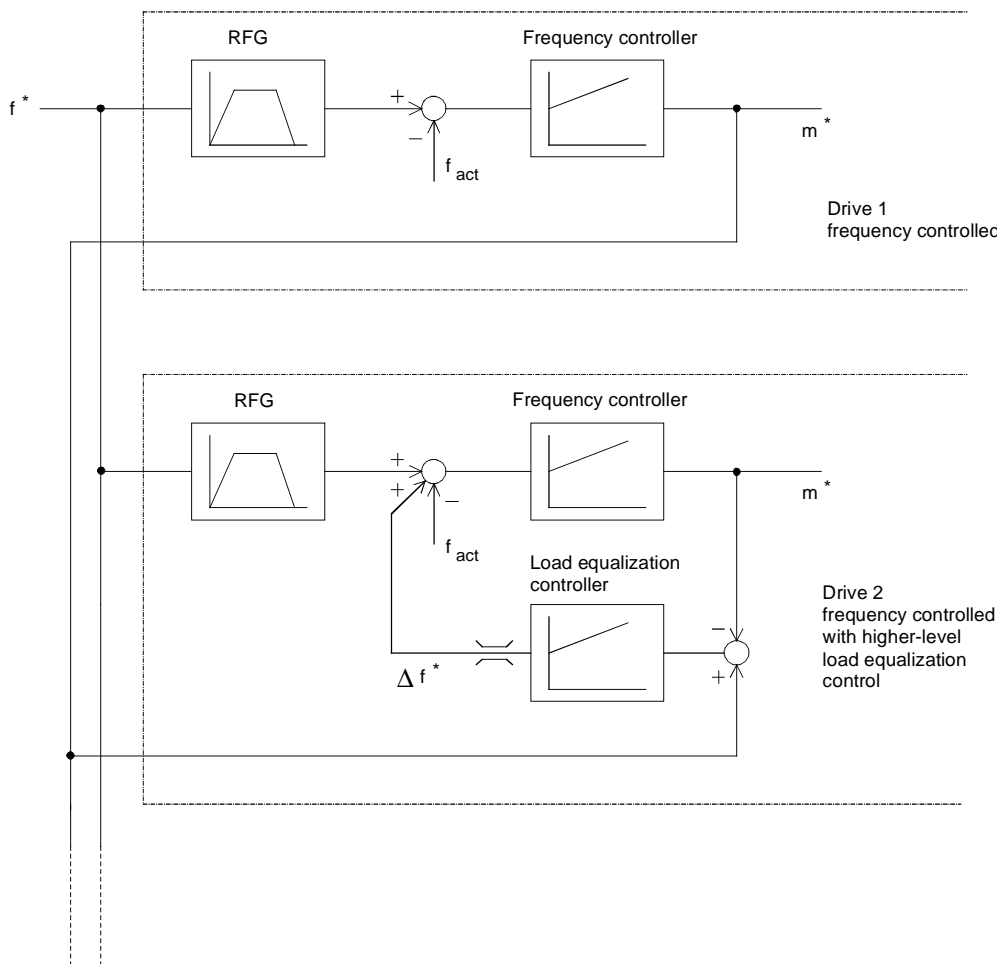 RFG
Frequency controller
f *
+
−
f act
m *
Drive 1
frequency controlled
RFG
Frequency controller
+
+
−
f act
m *
Load equalization
controller
Δ f *
−
+
Drive 2
frequency controlled
with higher-level
load equalization
control